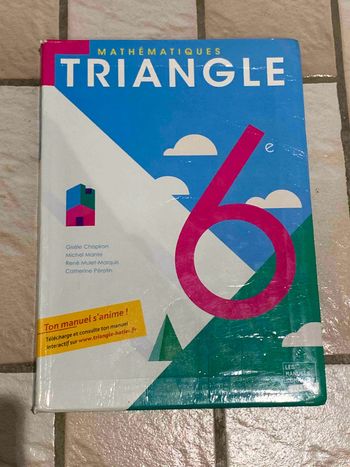 MATHÉMATIQUES
TRIANGLE
6e
Gisèle Chapiron
Michel Mante
René Mulet-Marquis
Catherine Pérotin
Ton manuel s'anime !
Télécharge et consulte ton manuel
interactif sur www.triangle-hatier.fr
LES
MANUELS